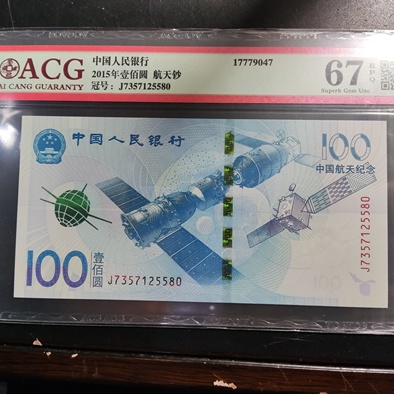 ACG
AI CANG GUARANTY
中国人民银行
2015年壹佰圆 航天钞
冠号: J7357125580
17779047
67 EPQ
Superb Gem Unc
中国人民银行
100
中国航天纪念
J7357125580
100
壹佰圆
J7357125580